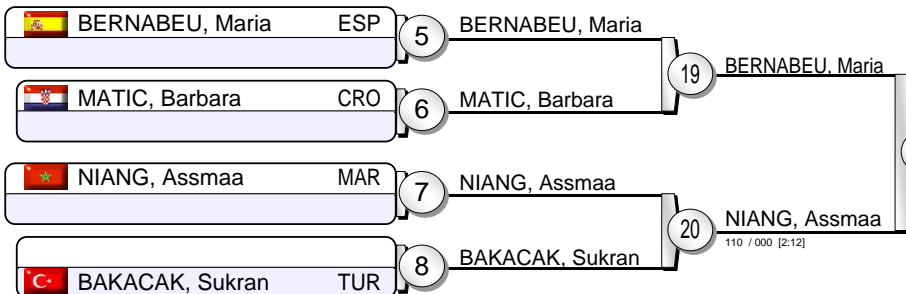 BERNABEU, Maria ESP
5
BERNABEU, Maria
19
BERNABEU, Maria
MATIC, Barbara CRO
6
MATIC, Barbara
NIANG, Assmaa MAR
7
NIANG, Assmaa
20
NIANG, Assmaa
110 / 000 [2:12]
BAKACAK, Sukran TUR
8
BAKACAK, Sukran